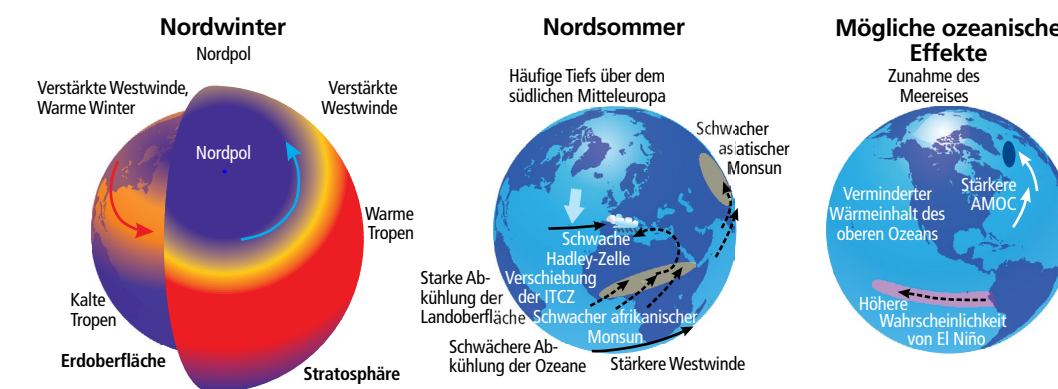 Nordwinter
Nordpol
Verstärkte Westwinde,
Warme Winter
Verstärkte
Westwinde
Nordpol
Warme
Tropen
Kalte
Tropen
Erdoberfläche
Stratosphäre
Nordsommer
Häufige Tiefs über dem
südlichen Mitteleuropa
Schwacher
asiatischer
Monsun
Schwache
Hadley-Zelle
Starke Ab-
kühlung der
Landoberfläche
Verschiebung
der ITCZ
Schwacher afrikanischer
Monsun
Schwächere Ab-
kühlung der Ozeane
Stärkere Westwinde
Mögliche ozeanische
Effekte
Zunahme des
Meereises
Verminderter
Wärmeinhalt des
oberen Ozeans
Stärkere
AMOC
Höhere
Wahrscheinlichkeit
von El Niño